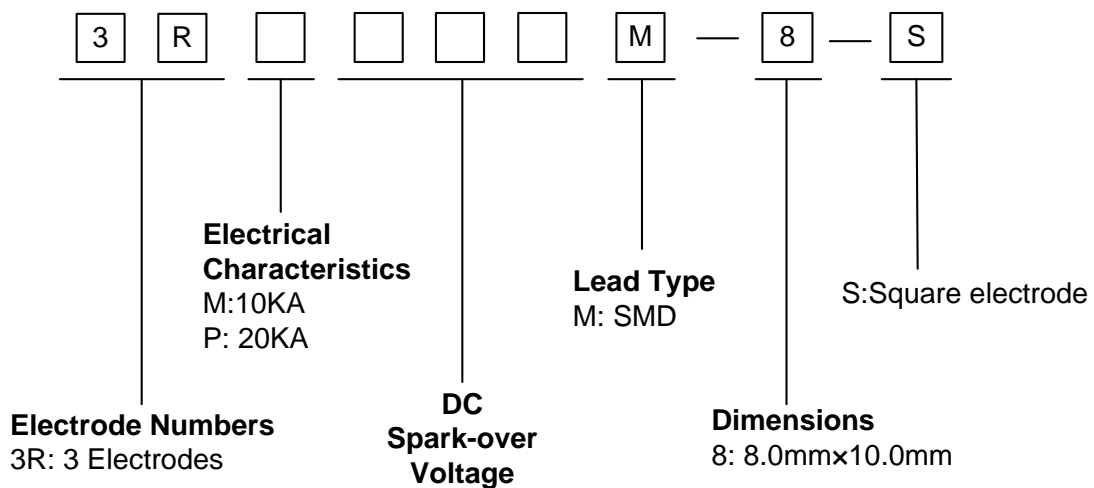 3 R M — 8 — S
Electrical
Characteristics
M:10KA
P: 20KA
Lead Type
M: SMD
S:Square electrode
Electrode Numbers
3R: 3 Electrodes
DC
Spark-over
Voltage
Dimensions
8: 8.0mm×10.0mm